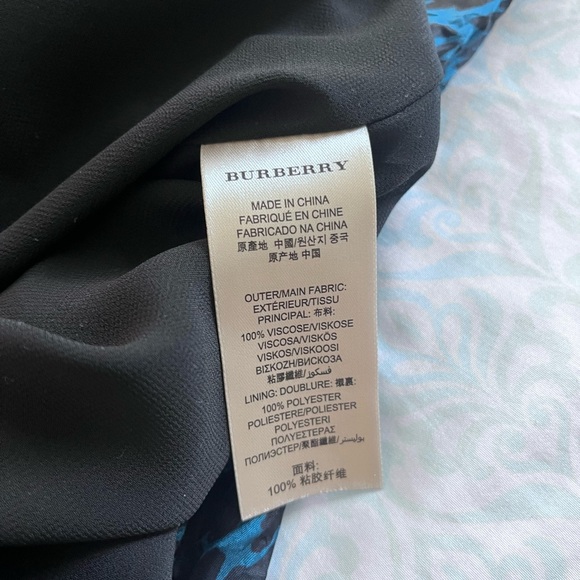 BURBERRY
MADE IN CHINA
FABRIQUÉ EN CHINE
FABRICADO NA CHINA
原產地 中國/원산지 중국
原产地 中国
OUTER/MAIN FABRIC:
EXTÉRIEUR/TISSU
PRINCIPAL: 布料:
100% VISCOSE/VISKOSE
VISCOSA/VISKÓS
VISKOS/VISKOOSI
ΒΙΣΚΟΖΗ/ВИСКОЗА
粘膠纖維/فسكوز
LINING: DOUBLURE: 襯裏:
100% POLYESTER
POLIESTERE/POLIÉSTER
POLYESTERI
ΠΟΛΥΕΣΤΕΡΑΣ
ПОЛИЭСТЕР/聚酯纖維/بوليستر
面料:
100% 粘胶纤维